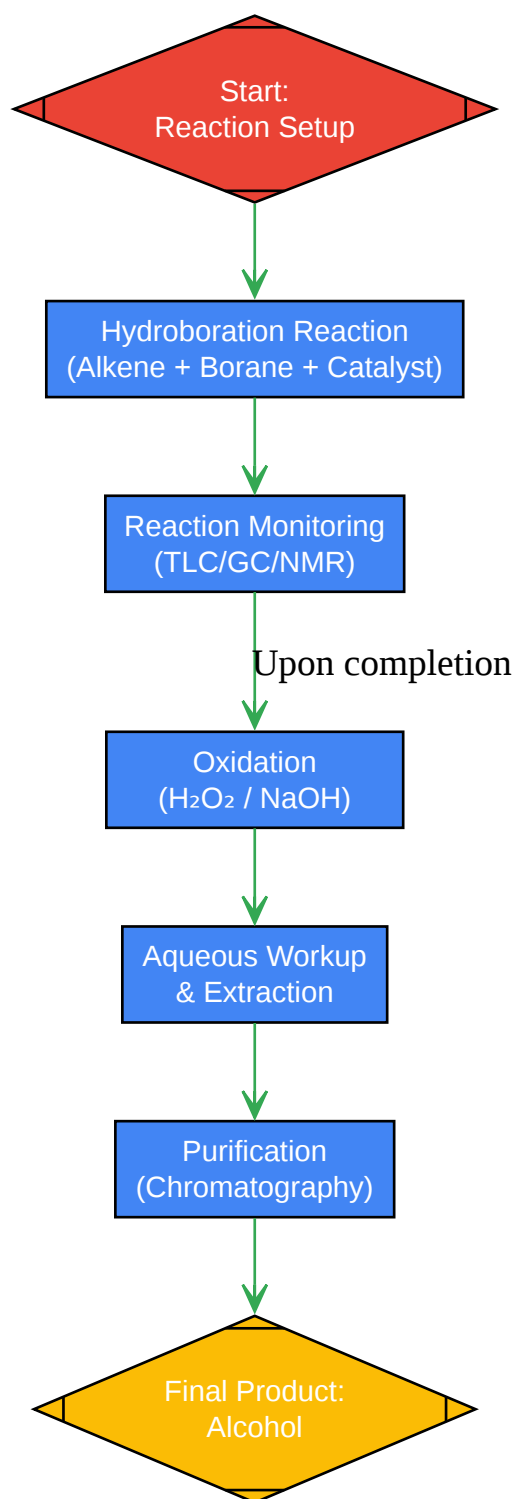 Start:
Reaction Setup
Hydroboration Reaction
(Alkene + Borane + Catalyst)
Reaction Monitoring
(TLC/GC/NMR)
Upon completion
Oxidation
(H₂O₂ / NaOH)
Aqueous Workup
& Extraction
Purification
(Chromatography)
Final Product:
Alcohol